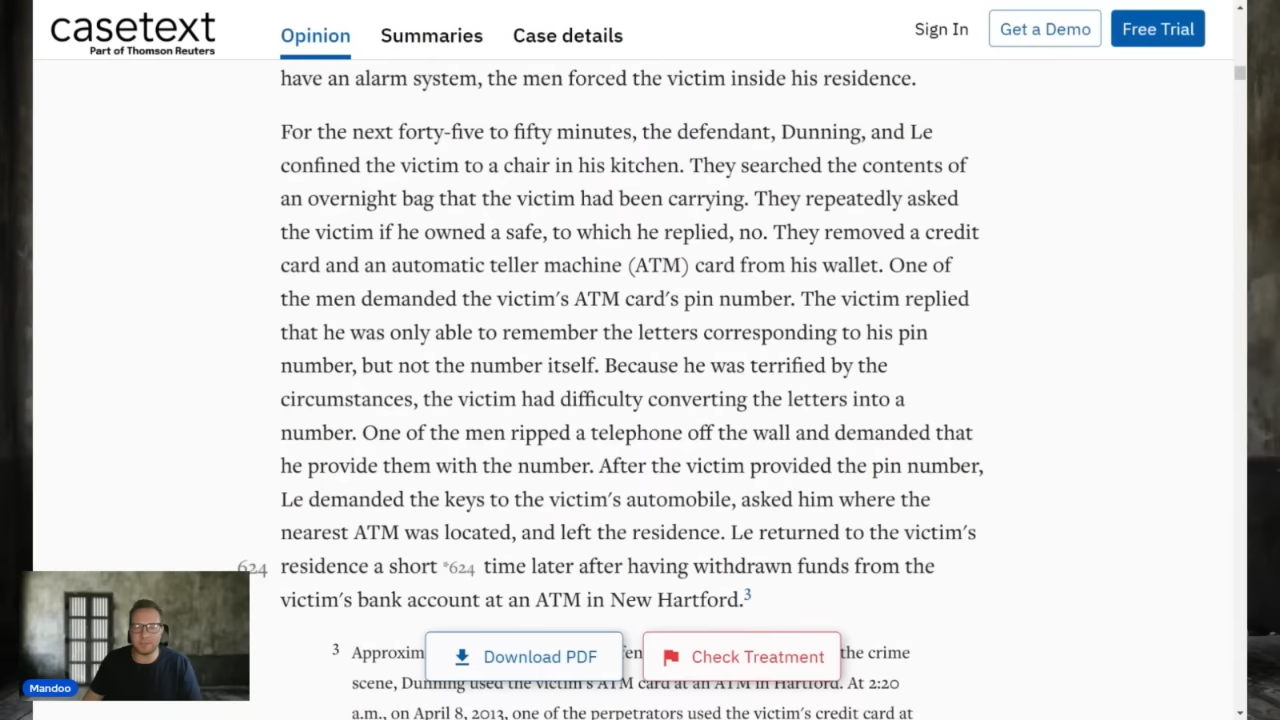 casetext
Part of Thomson Reuters
Opinion
Summaries
Case details
Sign In
Get a Demo
Free Trial
have an alarm system, the men forced the victim inside his residence.
For the next forty-five to fifty minutes, the defendant, Dunning, and Le
confined the victim to a chair in his kitchen. They searched the contents of
an overnight bag that the victim had been carrying. They repeatedly asked
the victim if he owned a safe, to which he replied, no. They removed a credit
card and an automatic teller machine (ATM) card from his wallet. One of
the men demanded the victim's ATM card's pin number. The victim replied
that he was only able to remember the letters corresponding to his pin
number, but not the number itself. Because he was terrified by the
circumstances, the victim had difficulty converting the letters into a
number. One of the men ripped a telephone off the wall and demanded that
he provide them with the number. After the victim provided the pin number,
Le demanded the keys to the victim's automobile, asked him where the
nearest ATM was located, and left the residence. Le returned to the victim's
624 residence a short *624 time later after having withdrawn funds from the
victim's bank account at an ATM in New Hartford.3
3 Approxim the crime
scene, Dunning used the victim's ATM card at an ATM in Hartford. At 2:20
a.m., on April 8, 2013, one of the perpetrators used the victim's credit card at
Download PDF
Check Treatment
Mandoo